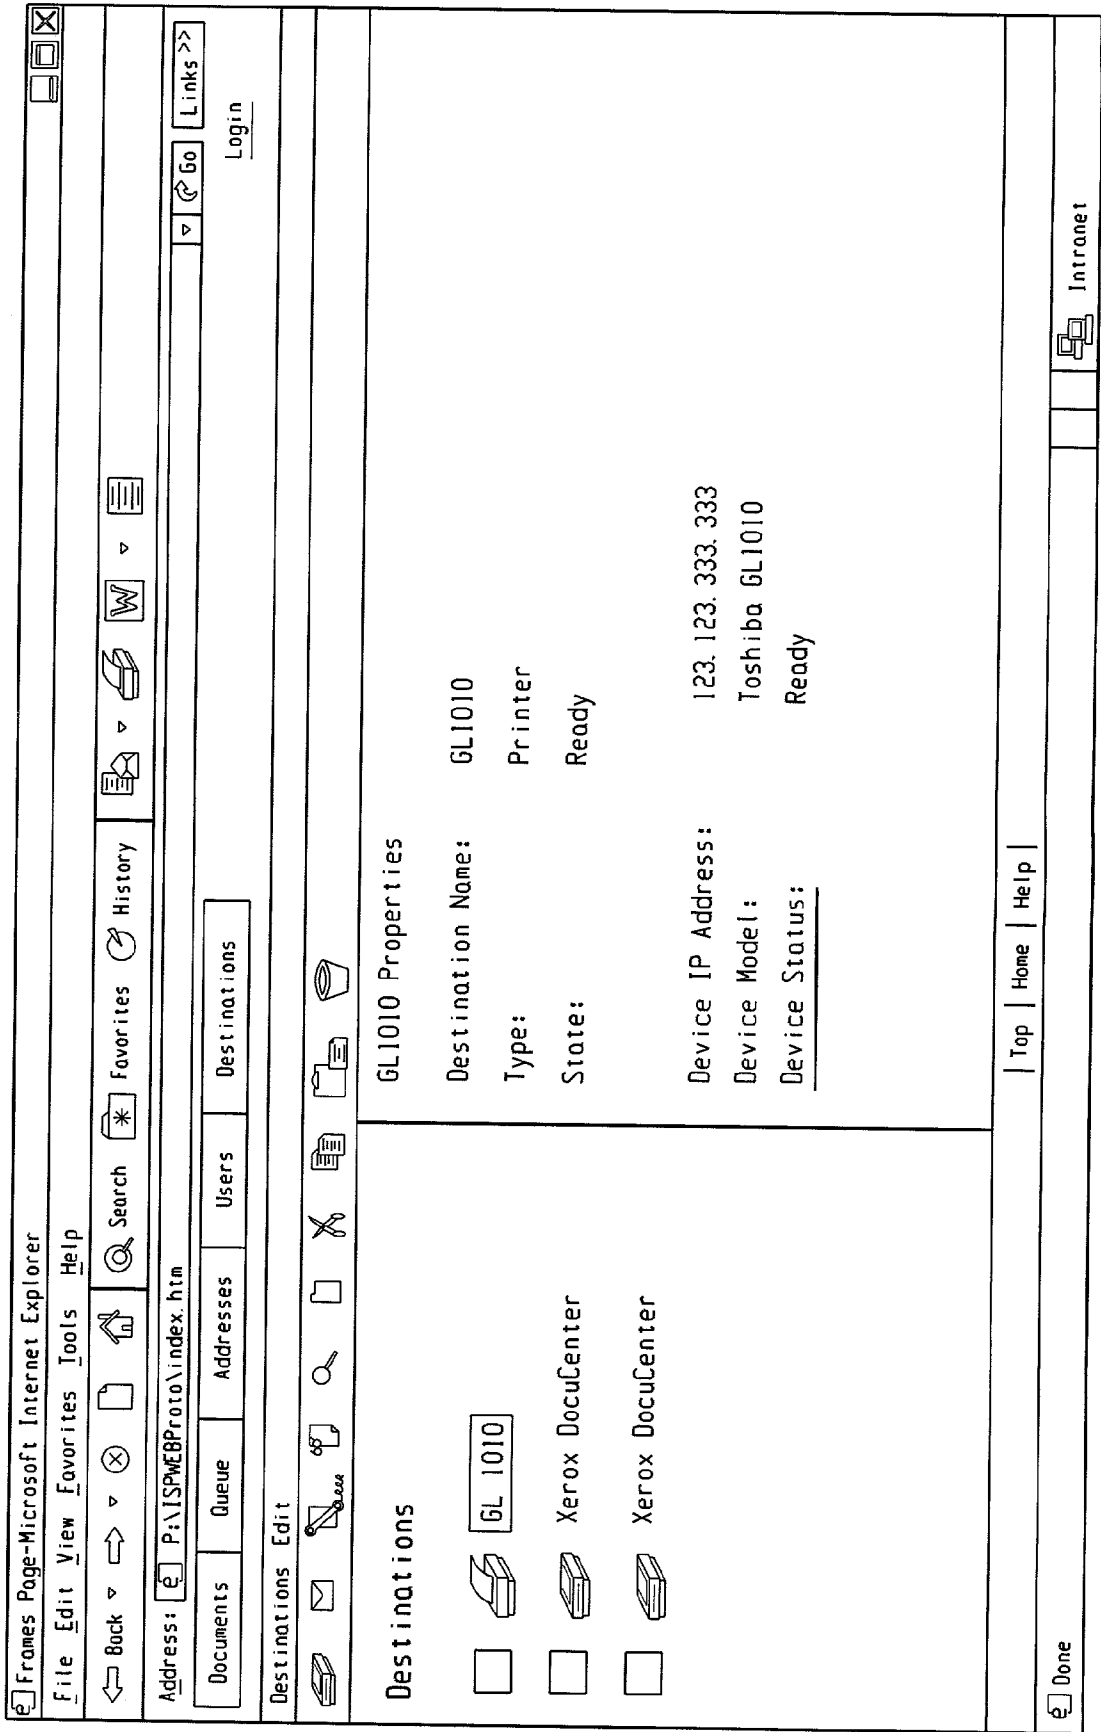 Frames Page-Microsoft Internet Explorer
File Edit View Favorites Tools Help
Back Search Favorites History W
Address: e P:\ISPWEBProto\index.htm Go Links >>
Documents Queue Addresses Users Destinations Login
Destinations Edit
Destinations
GL 1010
Xerox DocuCenter
Xerox DocuCenter
GL1010 Properties
Destination Name: GL1010
Type: Printer
State: Ready
Device IP Address: 123.123.333.333
Device Model: Toshiba GL1010
Device Status: Ready
| Top | Home | Help |
e Done Intranet